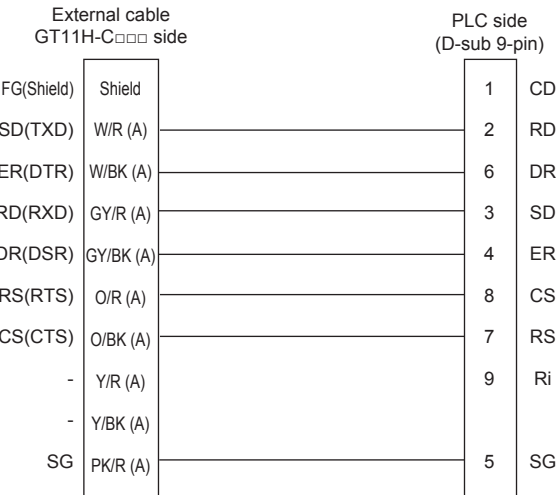 External cable
GT11H-C□□□ side
PLC side
(D-sub 9-pin)
FG(Shield) Shield 1 CD
SD(TXD) W/R (A) 2 RD
ER(DTR) W/BK (A) 6 DR
RD(RXD) GY/R (A) 3 SD
DR(DSR) GY/BK (A) 4 ER
RS(RTS) O/R (A) 8 CS
CS(CTS) O/BK (A) 7 RS
- Y/R (A) 9 Ri
- Y/BK (A)
SG PK/R (A) 5 SG